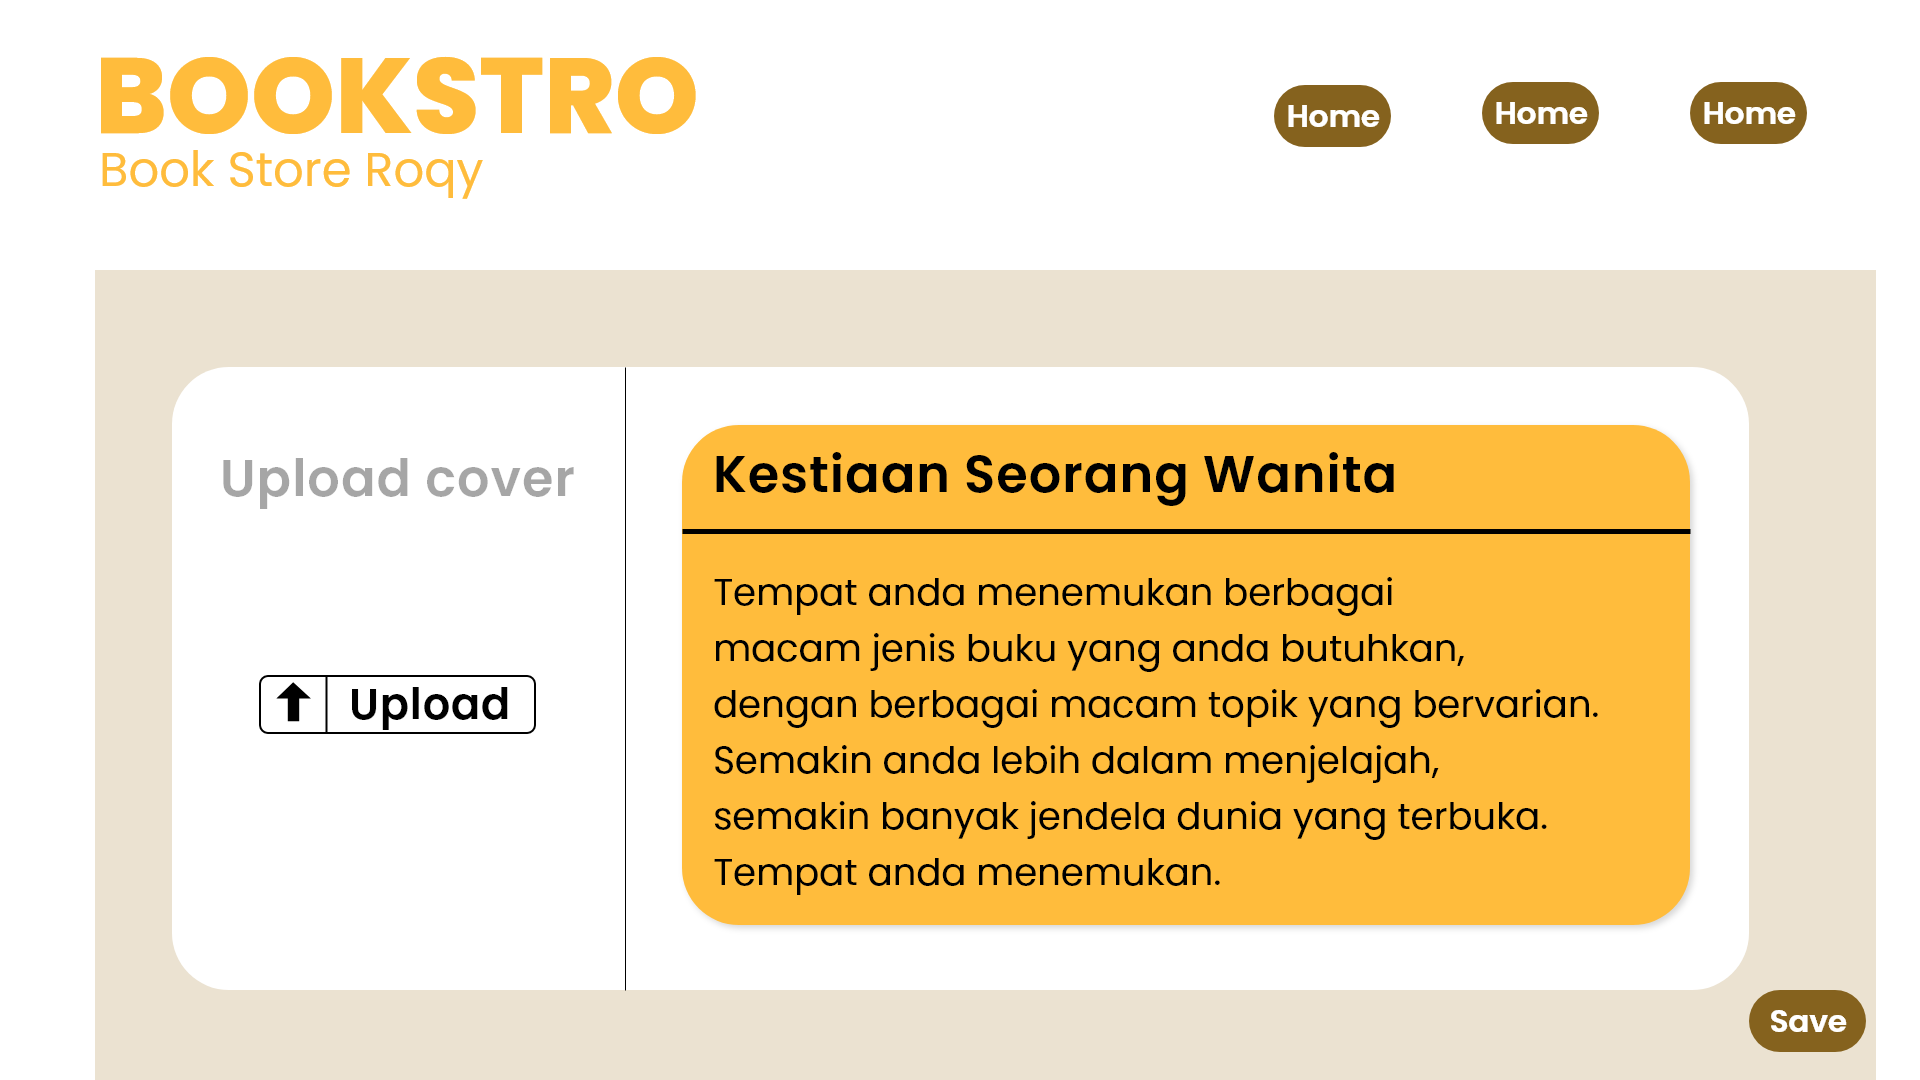 BOOKSTRO
Book Store Roqy
Home
Home
Home
Upload cover
Upload
Kestiaan Seorang Wanita
Tempat anda menemukan berbagai
macam jenis buku yang anda butuhkan,
dengan berbagai macam topik yang bervarian.
Semakin anda lebih dalam menjelajah,
semakin banyak jendela dunia yang terbuka.
Tempat anda menemukan.
Save